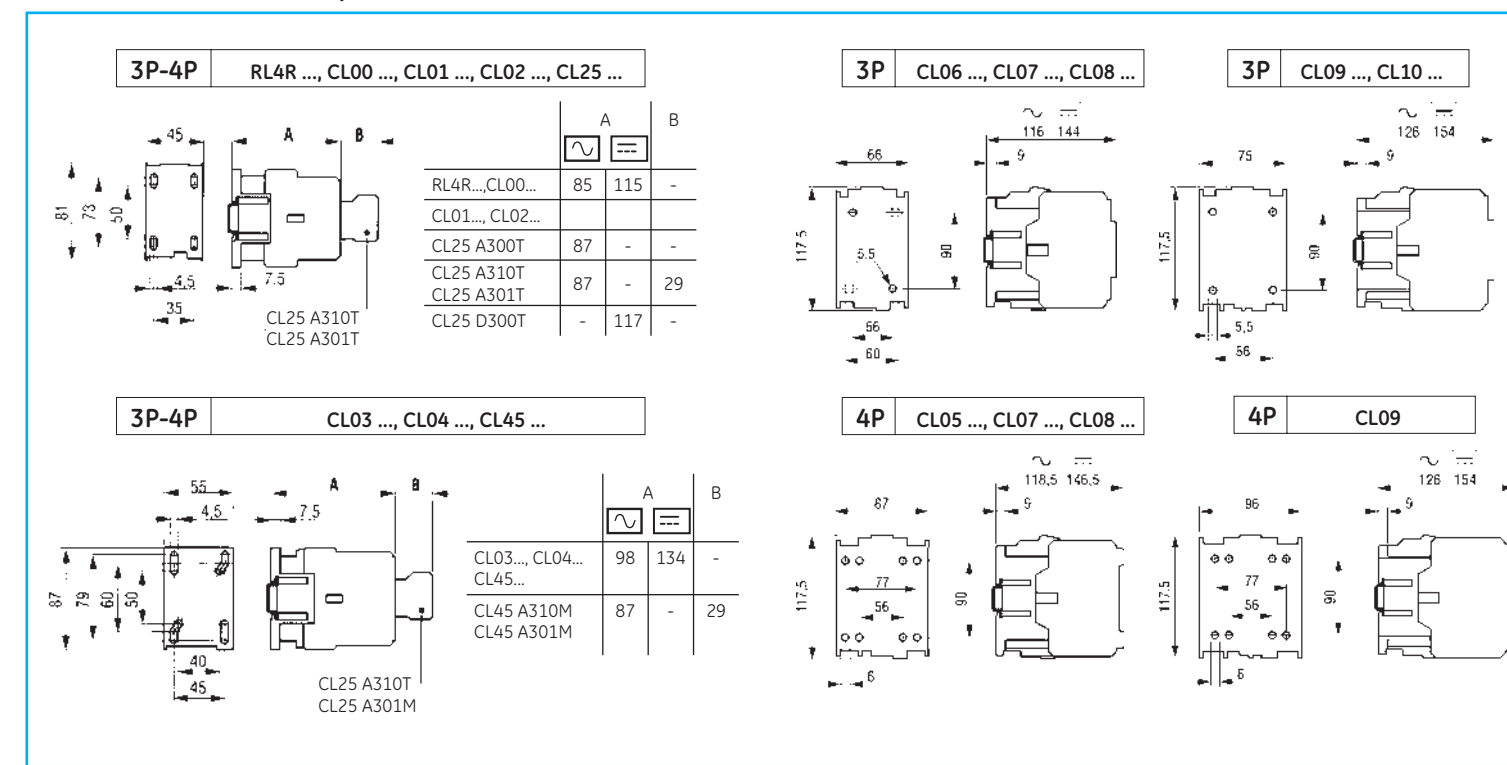 3P-4P RL4R ..., CL00 ..., CL01 ..., CL02 ..., CL25 ...
45 A B
81 73 50
4,5 7.5
35
CL25 A310T
CL25 A301T
A B
RL4R...,CL00... 85 115 -
CL01..., CL02...
CL25 A300T 87 - -
CL25 A310T
CL25 A301T 87 - 29
CL25 D300T - 117 -
3P CL06 ..., CL07 ..., CL08 ...
116 144
66 9
117,5 5.5 90
56
60
3P CL09 ..., CL10 ...
126 154
75 9
117,5 90
5,5
56
3P-4P CL03 ..., CL04 ..., CL45 ...
55 A B
4,5 7,5
87 79 60 50
40
45
CL25 A310T
CL25 A301M
A B
CL03..., CL04...
CL45... 98 134 -
CL45 A310M
CL45 A301M 87 - 29
4P CL05 ..., CL07 ..., CL08 ...
118,5 146,5
87 9
117,5 77 90
56
6
4P CL09
126 154
96 9
117,5 77 90
56
6